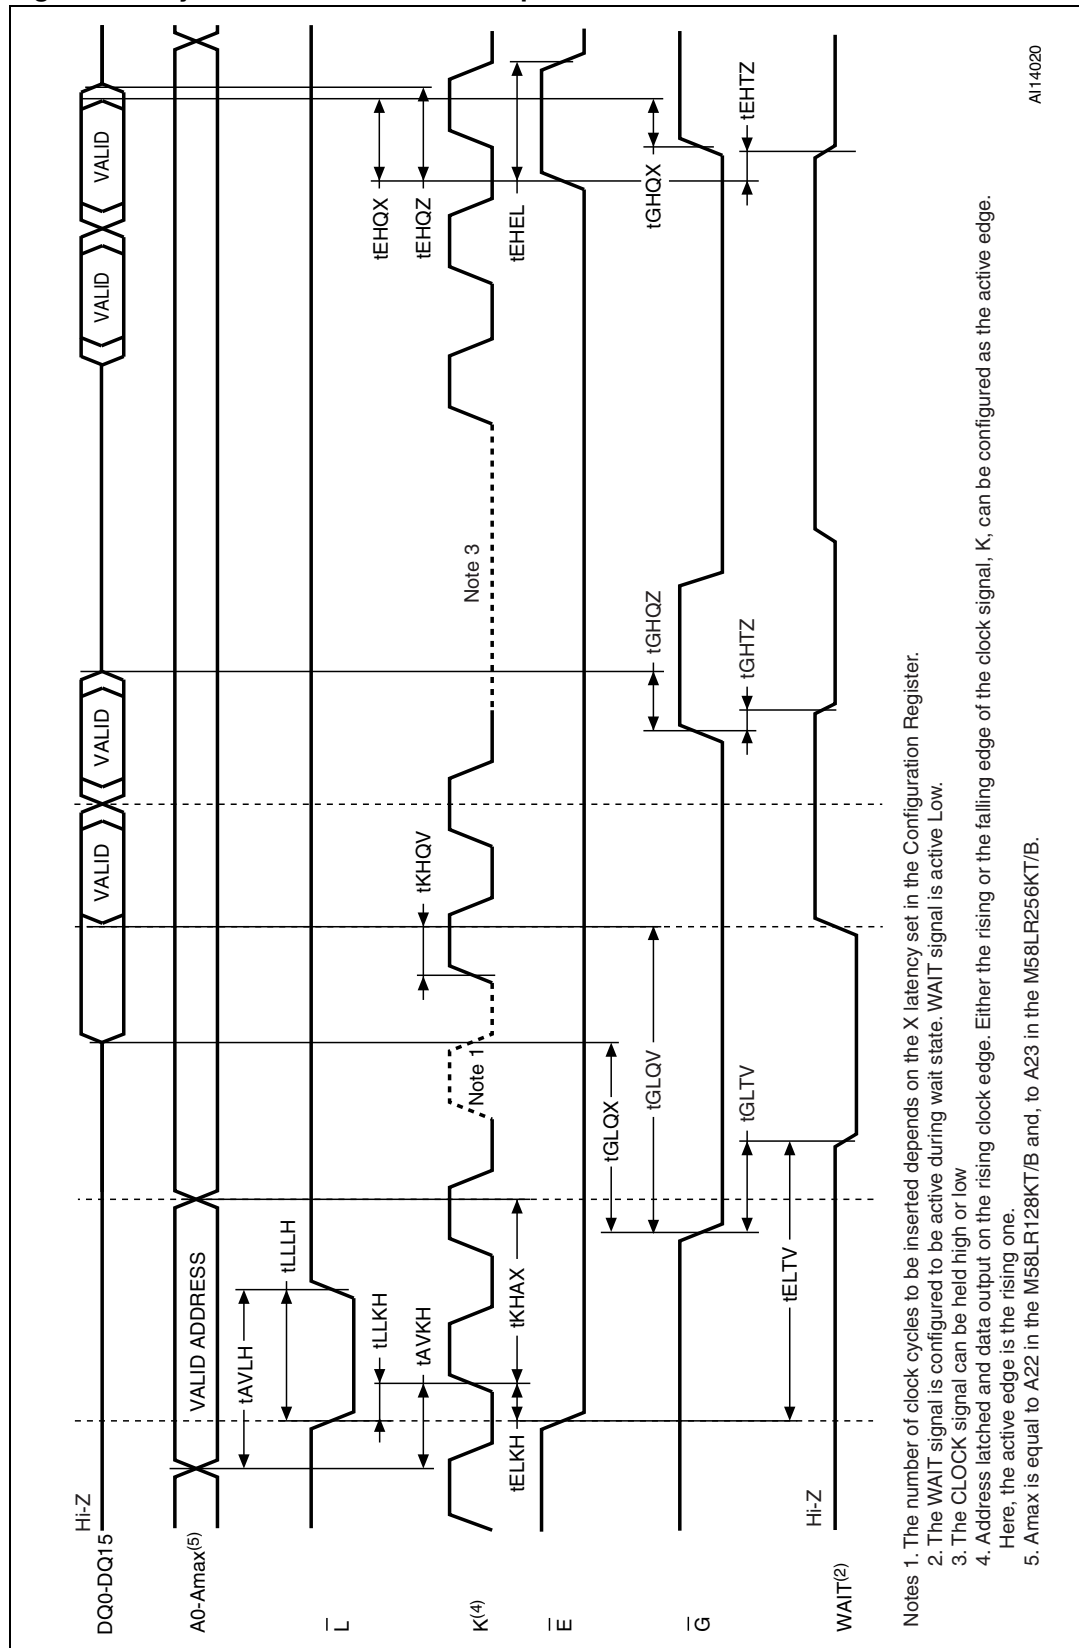 DQ0-DQ15
Hi-Z
VALID
VALID
VALID
VALID
A0-Amax(5)
VALID ADDRESS
tAVLH
tLLLH
L
tLLKH
tAVKH
tKHQV
tEHQX
tEHQZ
K(4)
Note 1
Note 3
tELKH
tKHAX
tEHEL
E
tGLQX
tGLQV
tGHQZ
tGHQX
G
tGLTV
tGHTZ
tEHTZ
tELTV
Hi-Z
WAIT(2)
Notes 1. The number of clock cycles to be inserted depends on the X latency set in the Configuration Register.
2. The WAIT signal is configured to be active during wait state. WAIT signal is active Low.
3. The CLOCK signal can be held high or low
4. Address latched and data output on the rising clock edge. Either the rising or the falling edge of the clock signal, K, can be configured as the active edge.
Here, the active edge is the rising one.
5. Amax is equal to A22 in the M58LR128KT/B and, to A23 in the M58LR256KT/B.
AI14020